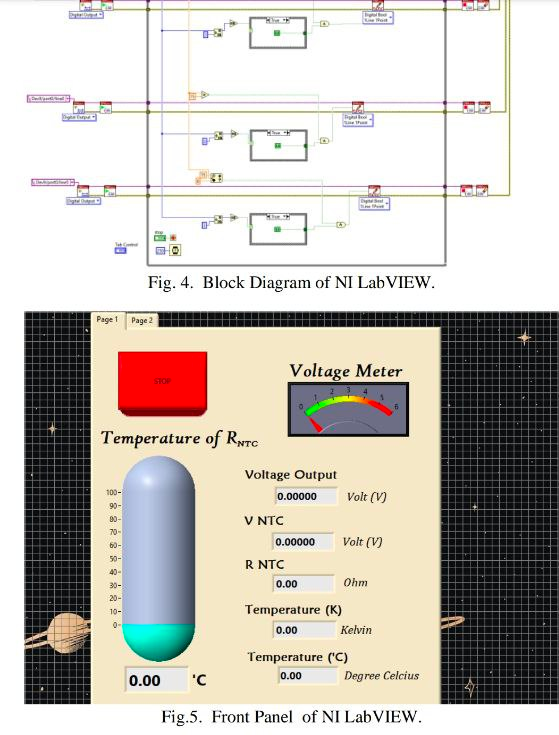 Digital Output
True
Digital Bool
1Line 1Point
Digital Output
Digital Bool
1Line 1Point
True
Digital Output
Digital Bool
1Line 1Point
True
stop
Tab Control
Fig. 4. Block Diagram of NI LabVIEW.
Page 1 Page 2
STOP
Voltage Meter
0 1 2 3 4 5 6
Temperature of RNTC
100
90
80
70
60
50
40
30
20
10
0
0.00 'C
Voltage Output
0.00000 Volt (V)
V NTC
0.00000 Volt (V)
R NTC
0.00 Ohm
Temperature (K)
0.00 Kelvin
Temperature ('C)
0.00 Degree Celcius
Fig.5. Front Panel of NI LabVIEW.